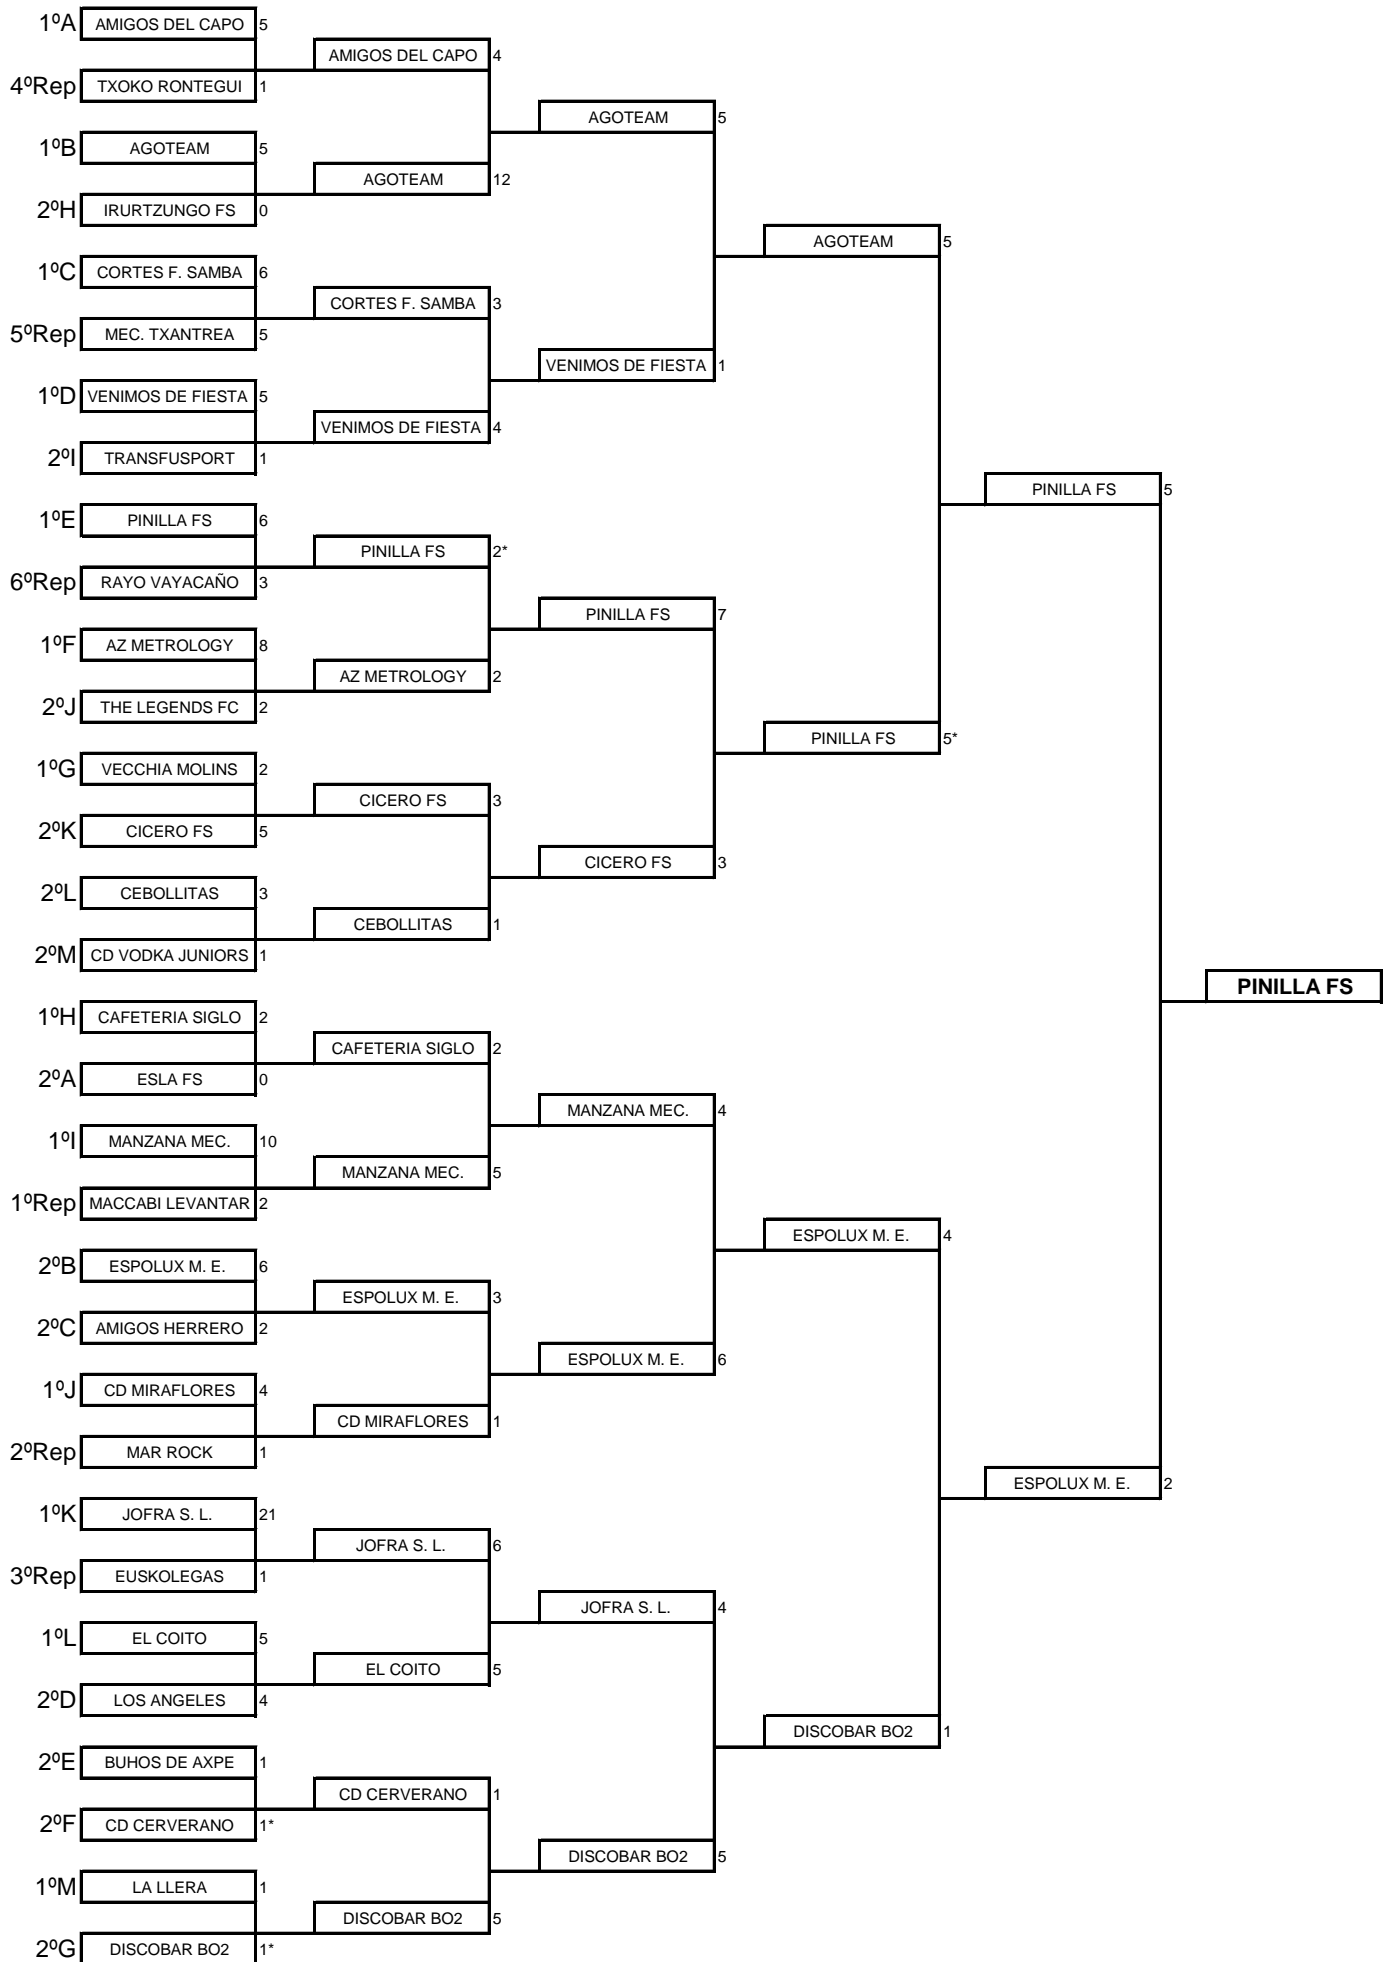 1ºA AMIGOS DEL CAPO 5
AMIGOS DEL CAPO 4
4ºRep TXOKO RONTEGUI 1
AGOTEAM 5
1ºB AGOTEAM 5
AGOTEAM 12
2ºH IRURTZUNGO FS 0
AGOTEAM 5
1ºC CORTES F. SAMBA 6
CORTES F. SAMBA 3
5ºRep MEC. TXANTREA 5
VENIMOS DE FIESTA 1
1ºD VENIMOS DE FIESTA 5
VENIMOS DE FIESTA 4
2ºI TRANSFUSPORT 1
PINILLA FS 5
1ºE PINILLA FS 6
PINILLA FS 2*
6ºRep RAYO VAYACAÑO 3
PINILLA FS 7
1ºF AZ METROLOGY 8
AZ METROLOGY 2
2ºJ THE LEGENDS FC 2
PINILLA FS 5*
1ºG VECCHIA MOLINS 2
CICERO FS 3
2ºK CICERO FS 5
CICERO FS 3
2ºL CEBOLLITAS 3
CEBOLLITAS 1
2ºM CD VODKA JUNIORS 1
PINILLA FS
1ºH CAFETERIA SIGLO 2
CAFETERIA SIGLO 2
2ºA ESLA FS 0
MANZANA MEC. 4
1ºI MANZANA MEC. 10
MANZANA MEC. 5
1ºRep MACCABI LEVANTAR 2
ESPOLUX M. E. 4
2ºB ESPOLUX M. E. 6
ESPOLUX M. E. 3
2ºC AMIGOS HERRERO 2
ESPOLUX M. E. 6
1ºJ CD MIRAFLORES 4
CD MIRAFLORES 1
2ºRep MAR ROCK 1
ESPOLUX M. E. 2
1ºK JOFRA S. L. 21
JOFRA S. L. 6
3ºRep EUSKOLEGAS 1
JOFRA S. L. 4
1ºL EL COITO 5
EL COITO 5
2ºD LOS ANGELES 4
DISCOBAR BO2 1
2ºE BUHOS DE AXPE 1
CD CERVERANO 1
2ºF CD CERVERANO 1*
DISCOBAR BO2 5
1ºM LA LLERA 1
DISCOBAR BO2 5
2ºG DISCOBAR BO2 1*